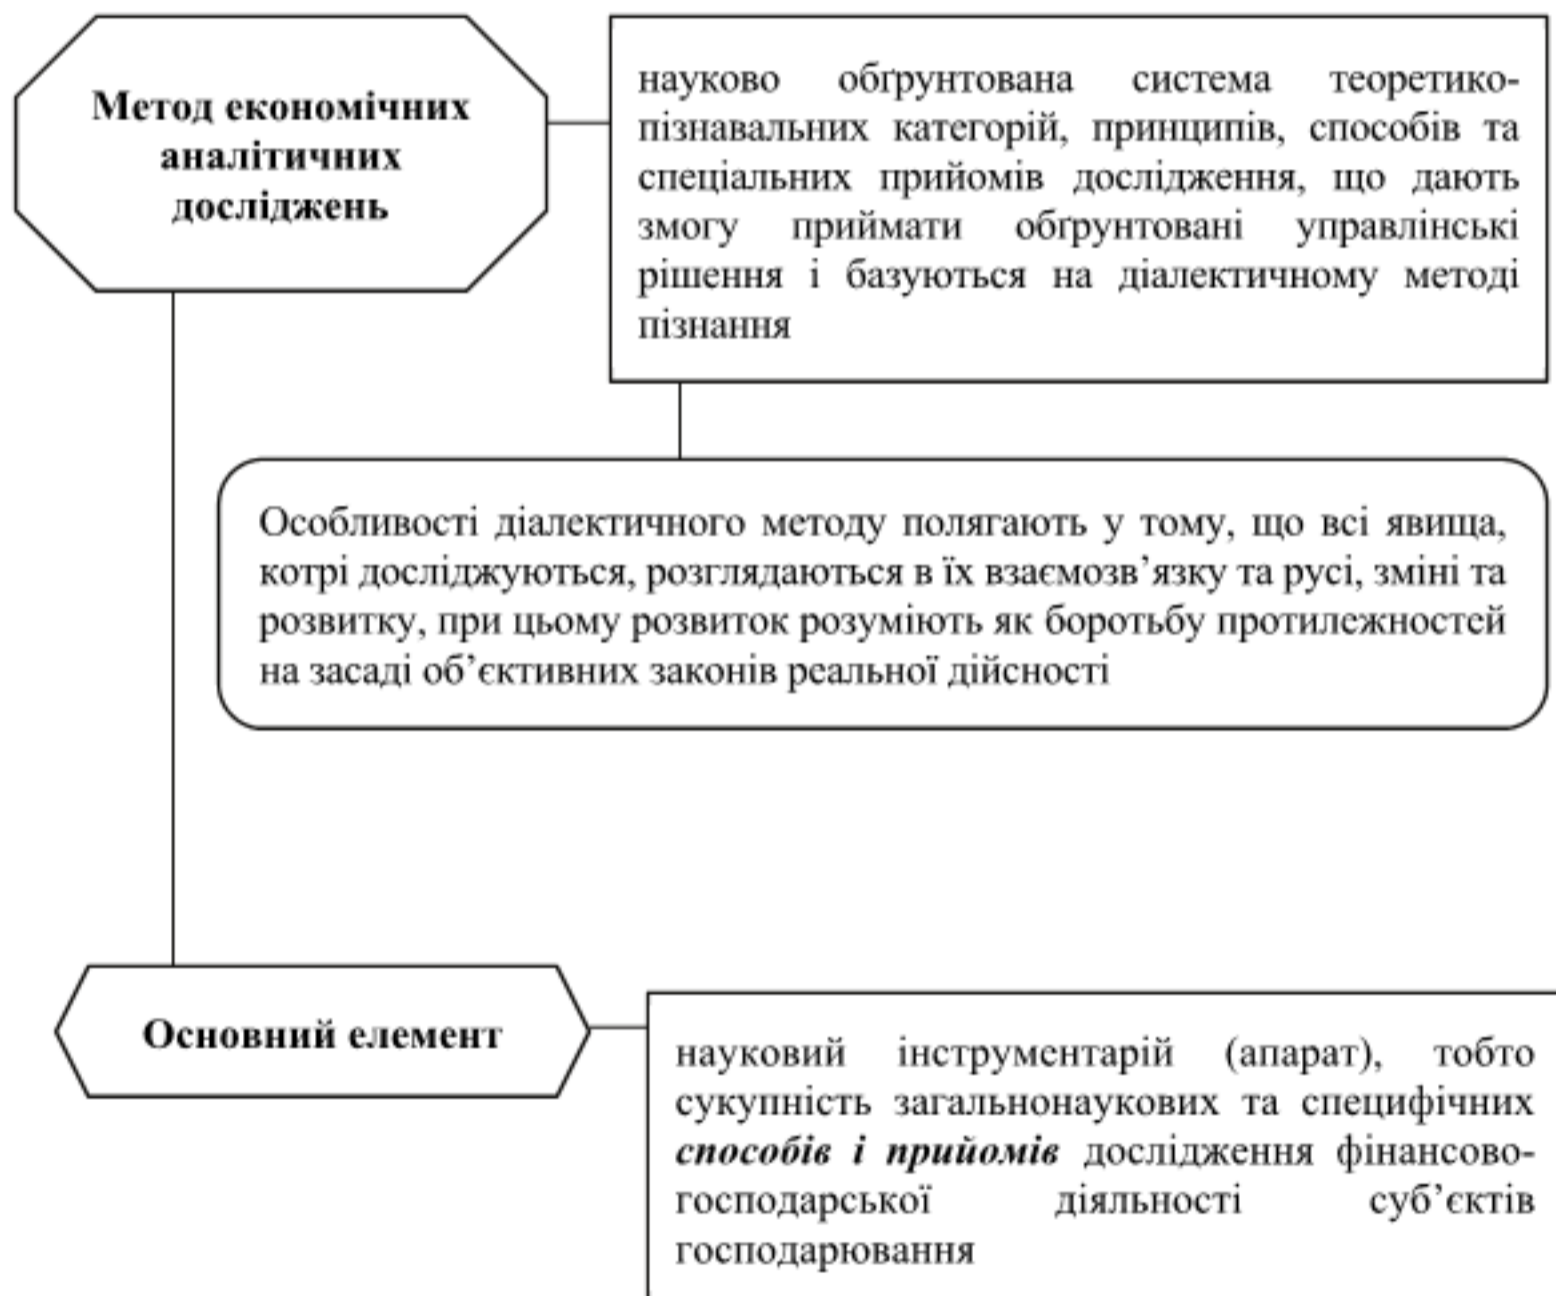 Метод економічних
аналітичних
досліджень
науково обґрунтована система теоретико-
пізнавальних категорій, принципів, способів та
спеціальних прийомів дослідження, що дають
змогу приймати обґрунтовані управлінські
рішення і базуються на діалектичному методі
пізнання
Особливості діалектичного методу полягають у тому, що всі явища,
котрі досліджуються, розглядаються в їх взаємозв’язку та русі, зміні та
розвитку, при цьому розвиток розуміють як боротьбу протилежностей
на засаді об’єктивних законів реальної дійсності
Основний елемент
науковий інструментарій (апарат), тобто
сукупність загальнонаукових та специфічних
способів і прийомів дослідження фінансово-
господарської діяльності суб’єктів
господарювання